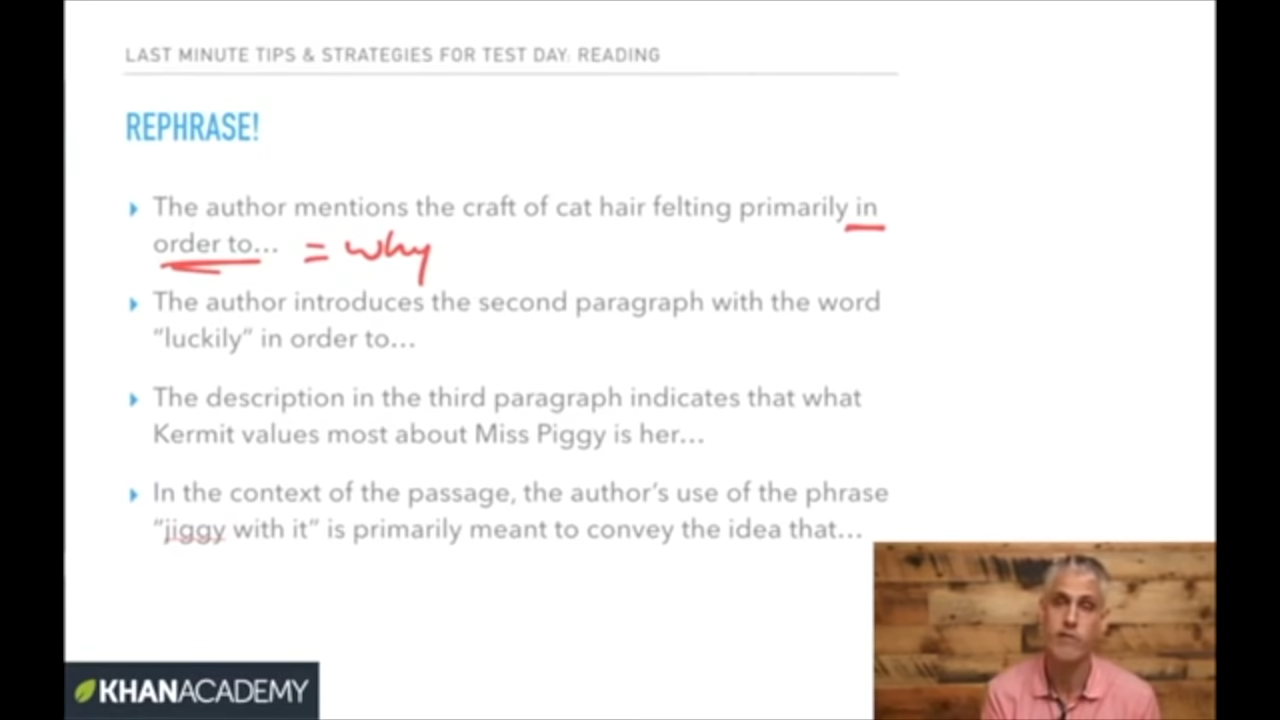 LAST MINUTE TIPS & STRATEGIES FOR TEST DAY: READING
REPHRASE!
The author mentions the craft of cat hair felting primarily in
order to... = why
The author introduces the second paragraph with the word
“luckily” in order to...
The description in the third paragraph indicates that what
Kermit values most about Miss Piggy is her...
In the context of the passage, the author’s use of the phrase
“jiggy with it” is primarily meant to convey the idea that...
KHANACADEMY